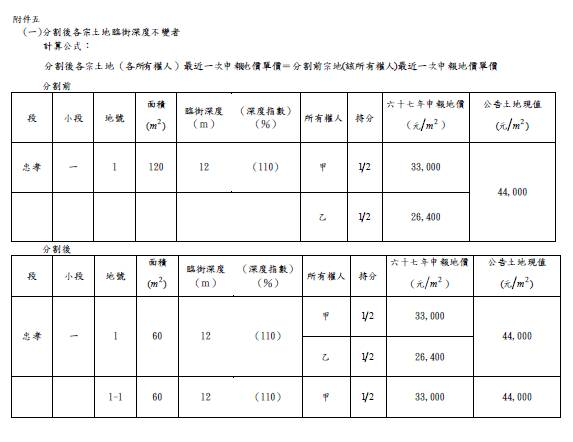 附件五
(一)分割後各宗土地臨街深度不變者
計算公式：
分割後各宗土地（各所有權人）最近一次申報地價單價＝分割前宗地(該所有權人)最近一次申報地價單價
分割前
段 小段 地號 面積(m²) 臨街深度(m) (深度指數)(%) 所有權人 持分 六十七年申報地價(元/m²) 公告土地現值(元/m²)
忠孝 一 1 120 12 (110) 甲 1/2 33,000 44,000
乙 1/2 26,400
分割後
段 小段 地號 面積(m²) 臨街深度(m) (深度指數)(%) 所有權人 持分 六十七年申報地價(元/m²) 公告土地現值(元/m²)
忠孝 一 1 60 12 (110) 甲 1/2 33,000 44,000
乙 1/2 26,400
1-1 60 12 (110) 甲 1/2 33,000 44,000